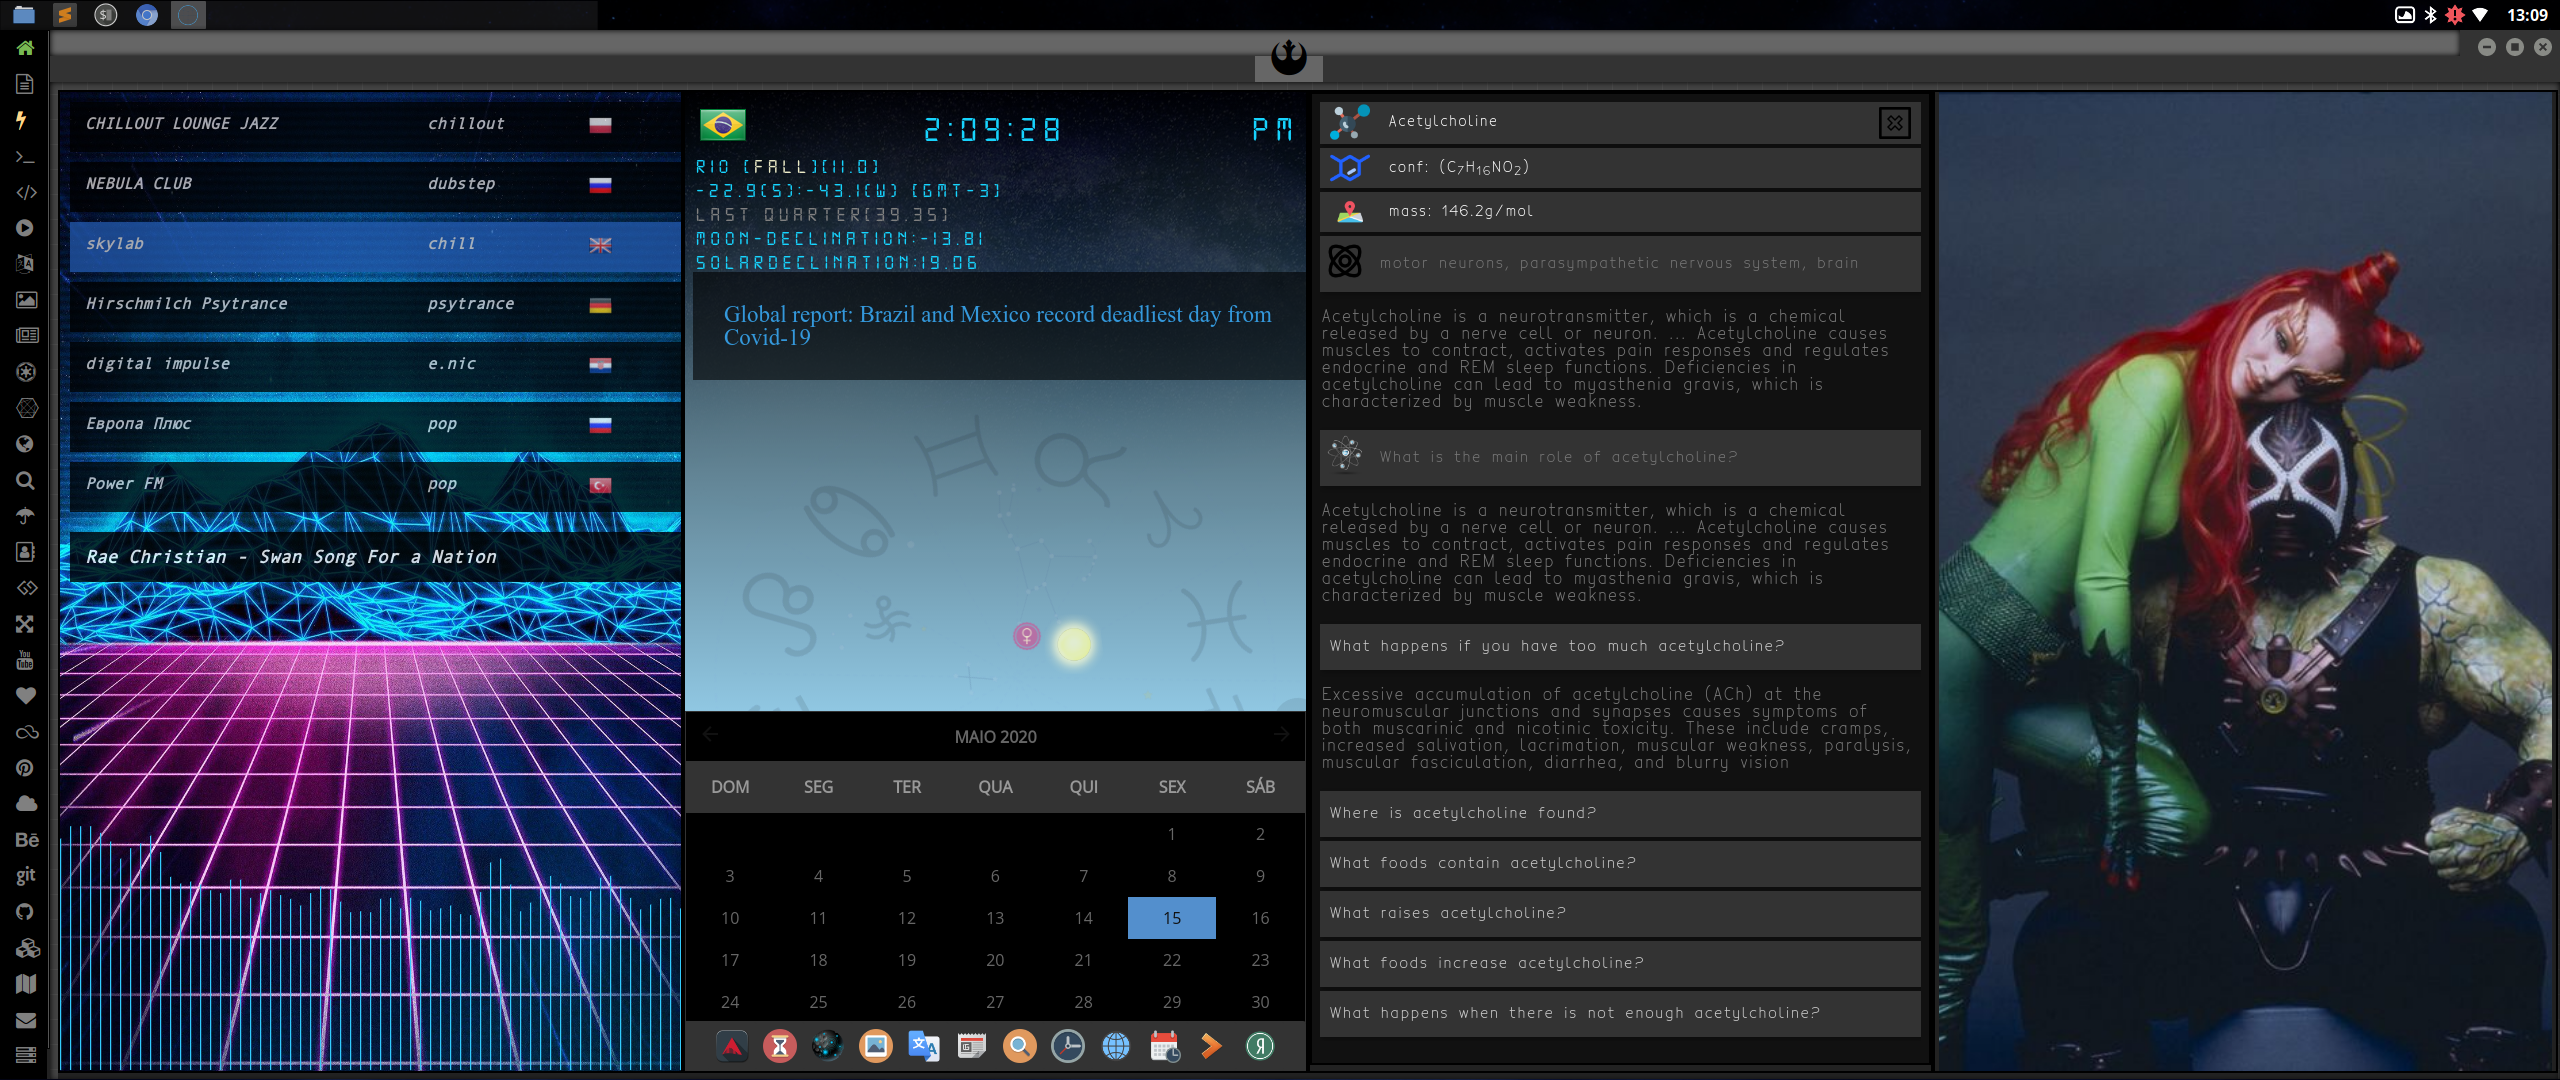 13:09
You
Tube
Bē
git
CHILLOUT LOUNGE JAZZ chillout
NEBULA CLUB dubstep
skylab chill
Hirschmilch Psytrance psytrance
digital impulse e.nic
Европа Плюс pop
Power FM pop
Rae Christian - Swan Song For a Nation
2:09:28 PM
RIO [FALL][11.0]
-22.9(S):-43.1(W) [GMT-3]
LAST QUARTER[39.35]
MOON-DECLINATION:-13.81
SOLARDECLINATION:19.06
Global report: Brazil and Mexico record deadliest day from
Covid-19
MAIO 2020
DOM SEG TER QUA QUI SEX SÁB
1 2
3 4 5 6 7 8 9
10 11 12 13 14 15 16
17 18 19 20 21 22 23
24 25 26 27 28 29 30
Acetylcholine
conf: (C7H16NO2)
mass: 146.2g/mol
motor neurons, parasympathetic nervous system, brain
Acetylcholine is a neurotransmitter, which is a chemical
released by a nerve cell or neuron. ... Acetylcholine causes
muscles to contract, activates pain responses and regulates
endocrine and REM sleep functions. Deficiencies in
acetylcholine can lead to myasthenia gravis, which is
characterized by muscle weakness.
What is the main role of acetylcholine?
Acetylcholine is a neurotransmitter, which is a chemical
released by a nerve cell or neuron. ... Acetylcholine causes
muscles to contract, activates pain responses and regulates
endocrine and REM sleep functions. Deficiencies in
acetylcholine can lead to myasthenia gravis, which is
characterized by muscle weakness.
What happens if you have too much acetylcholine?
Excessive accumulation of acetylcholine (ACh) at the
neuromuscular junctions and synapses causes symptoms of
both muscarinic and nicotinic toxicity. These include cramps,
increased salivation, lacrimation, muscular weakness, paralysis,
muscular fasciculation, diarrhea, and blurry vision
Where is acetylcholine found?
What foods contain acetylcholine?
What raises acetylcholine?
What foods increase acetylcholine?
What happens when there is not enough acetylcholine?